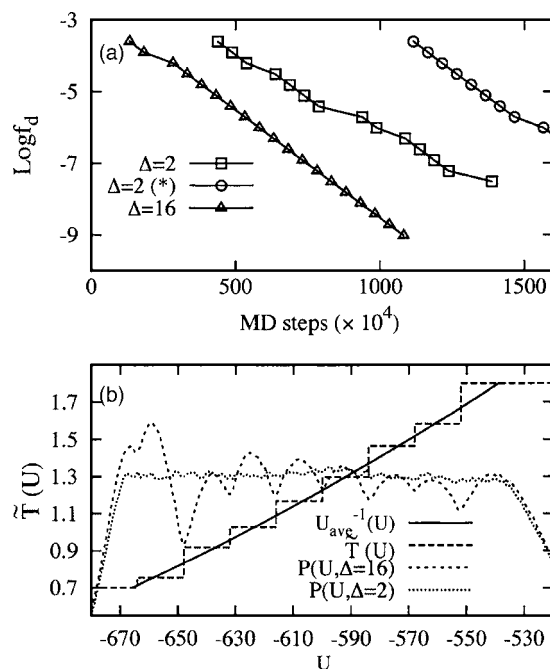 (a)
-3
-5
-7
-9
Logf_d
Δ=2
Δ=2 (*)
Δ=16
0 500 1000 1500
MD steps (× 10^4)
(b)
1.7
1.5
1.3
1.1
0.9
0.7
T̃ (U)
U_avg^-1(U)
T̃ (U)
P(U,Δ=16)
P(U,Δ=2)
-670 -650 -630 -610 -590 -570 -550 -530
U